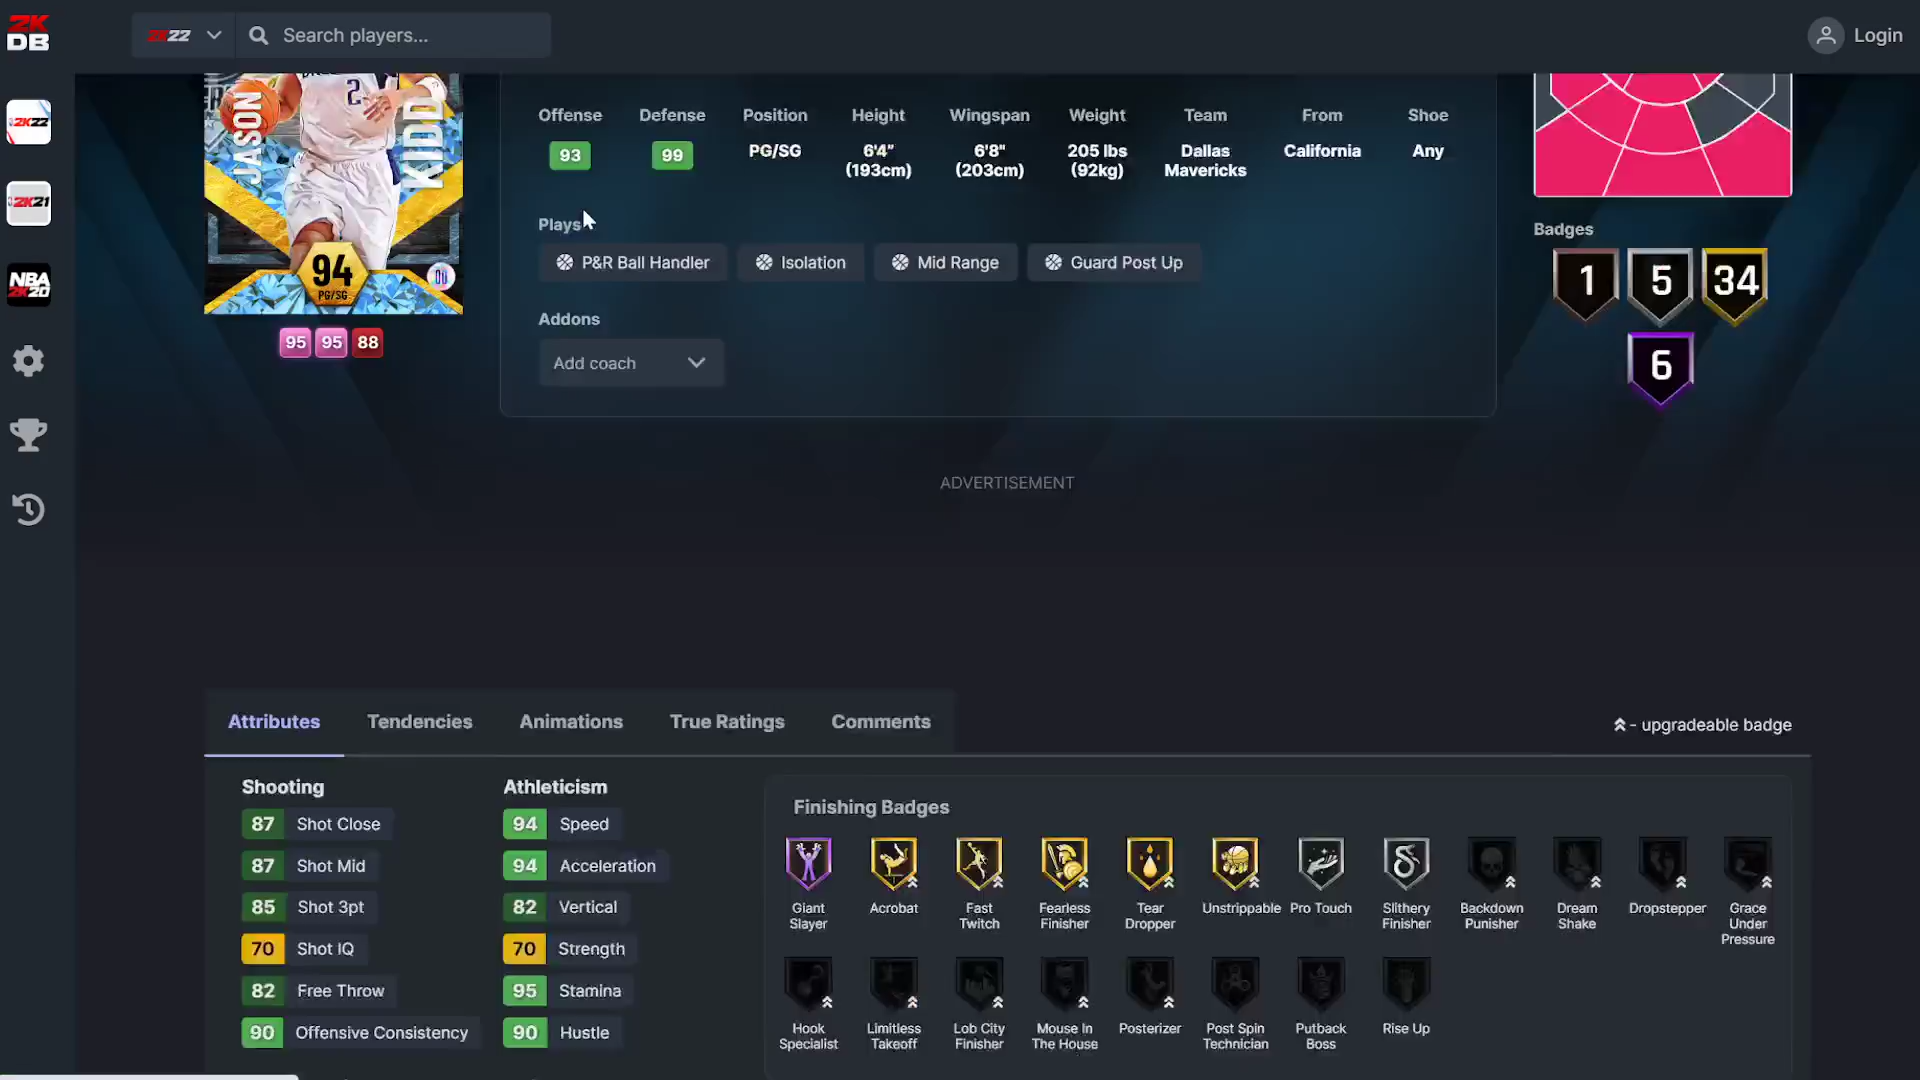 2K
DB
2K22
Search players...
Login
2K22
2K21
NBA
2K20
JASON
KIDD
2
94
PG/SG
95 95 88
Offense Defense Position Height Wingspan Weight Team From Shoe
93 99 PG/SG 6'4" 6'8" 205 lbs Dallas California Any
(193cm) (203cm) (92kg) Mavericks
Plays
P&R Ball Handler Isolation Mid Range Guard Post Up
Addons
Add coach
Badges
1 5 34
6
ADVERTISEMENT
Attributes Tendencies Animations True Ratings Comments
- upgradeable badge
Shooting
87 Shot Close
87 Shot Mid
85 Shot 3pt
70 Shot IQ
82 Free Throw
90 Offensive Consistency
Athleticism
94 Speed
94 Acceleration
82 Vertical
70 Strength
95 Stamina
90 Hustle
Finishing Badges
Giant Slayer
Acrobat
Fast Twitch
Fearless Finisher
Tear Dropper
Unstrippable
Pro Touch
Slithery Finisher
Backdown Punisher
Dream Shake
Dropstepper
Grace Under Pressure
Hook Specialist
Limitless Takeoff
Lob City Finisher
Mouse In The House
Posterizer
Post Spin Technician
Putback Boss
Rise Up